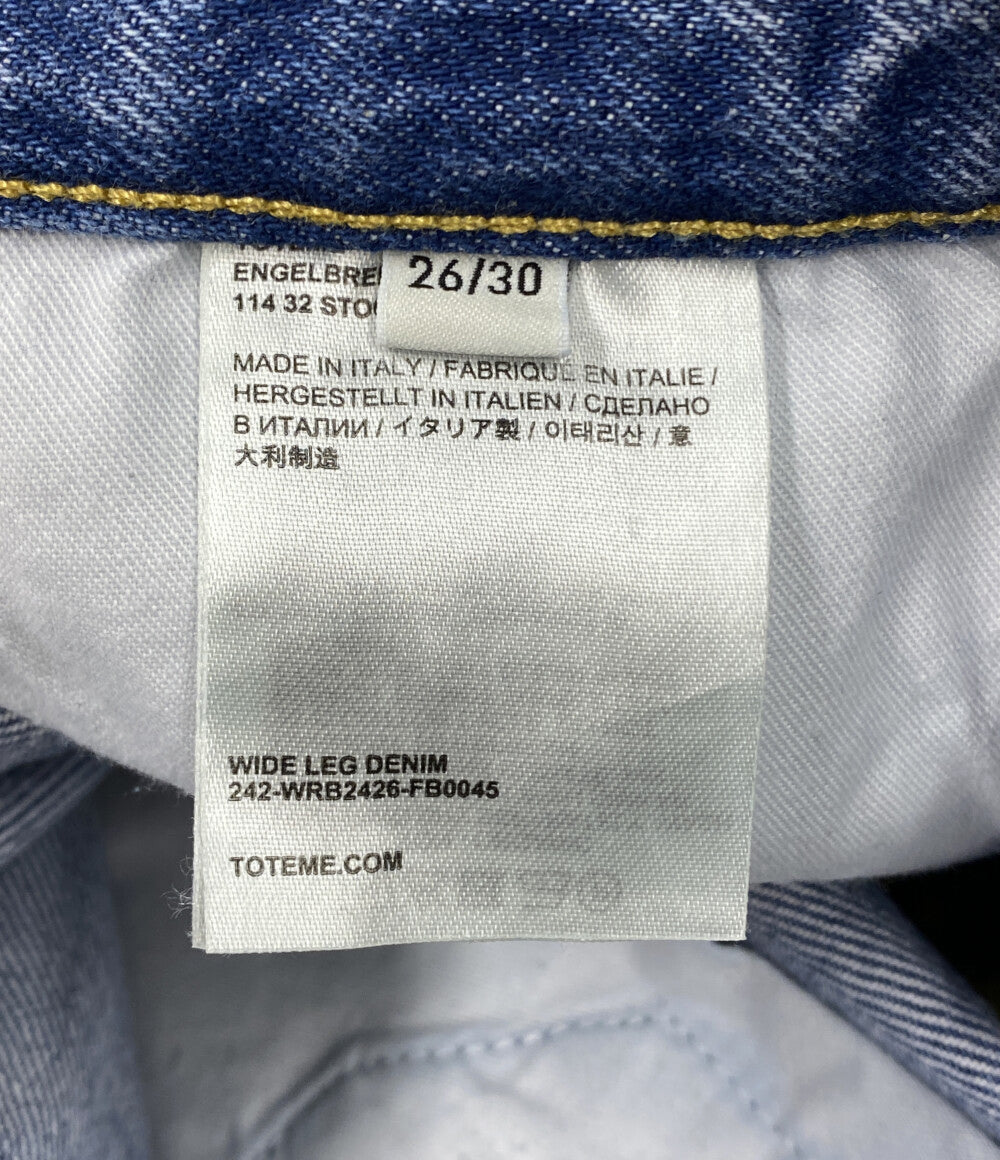 ENGELBRE
26/30
114 32 STO
MADE IN ITALY / FABRIQUÉ EN ITALIE /
HERGESTELLT IN ITALIEN / СДЕЛАНО
В ИТАЛИИ / イタリア製 / 이태리산 / 意
大利制造
WIDE LEG DENIM
242-WRB2426-FB0045
TOTEME.COM